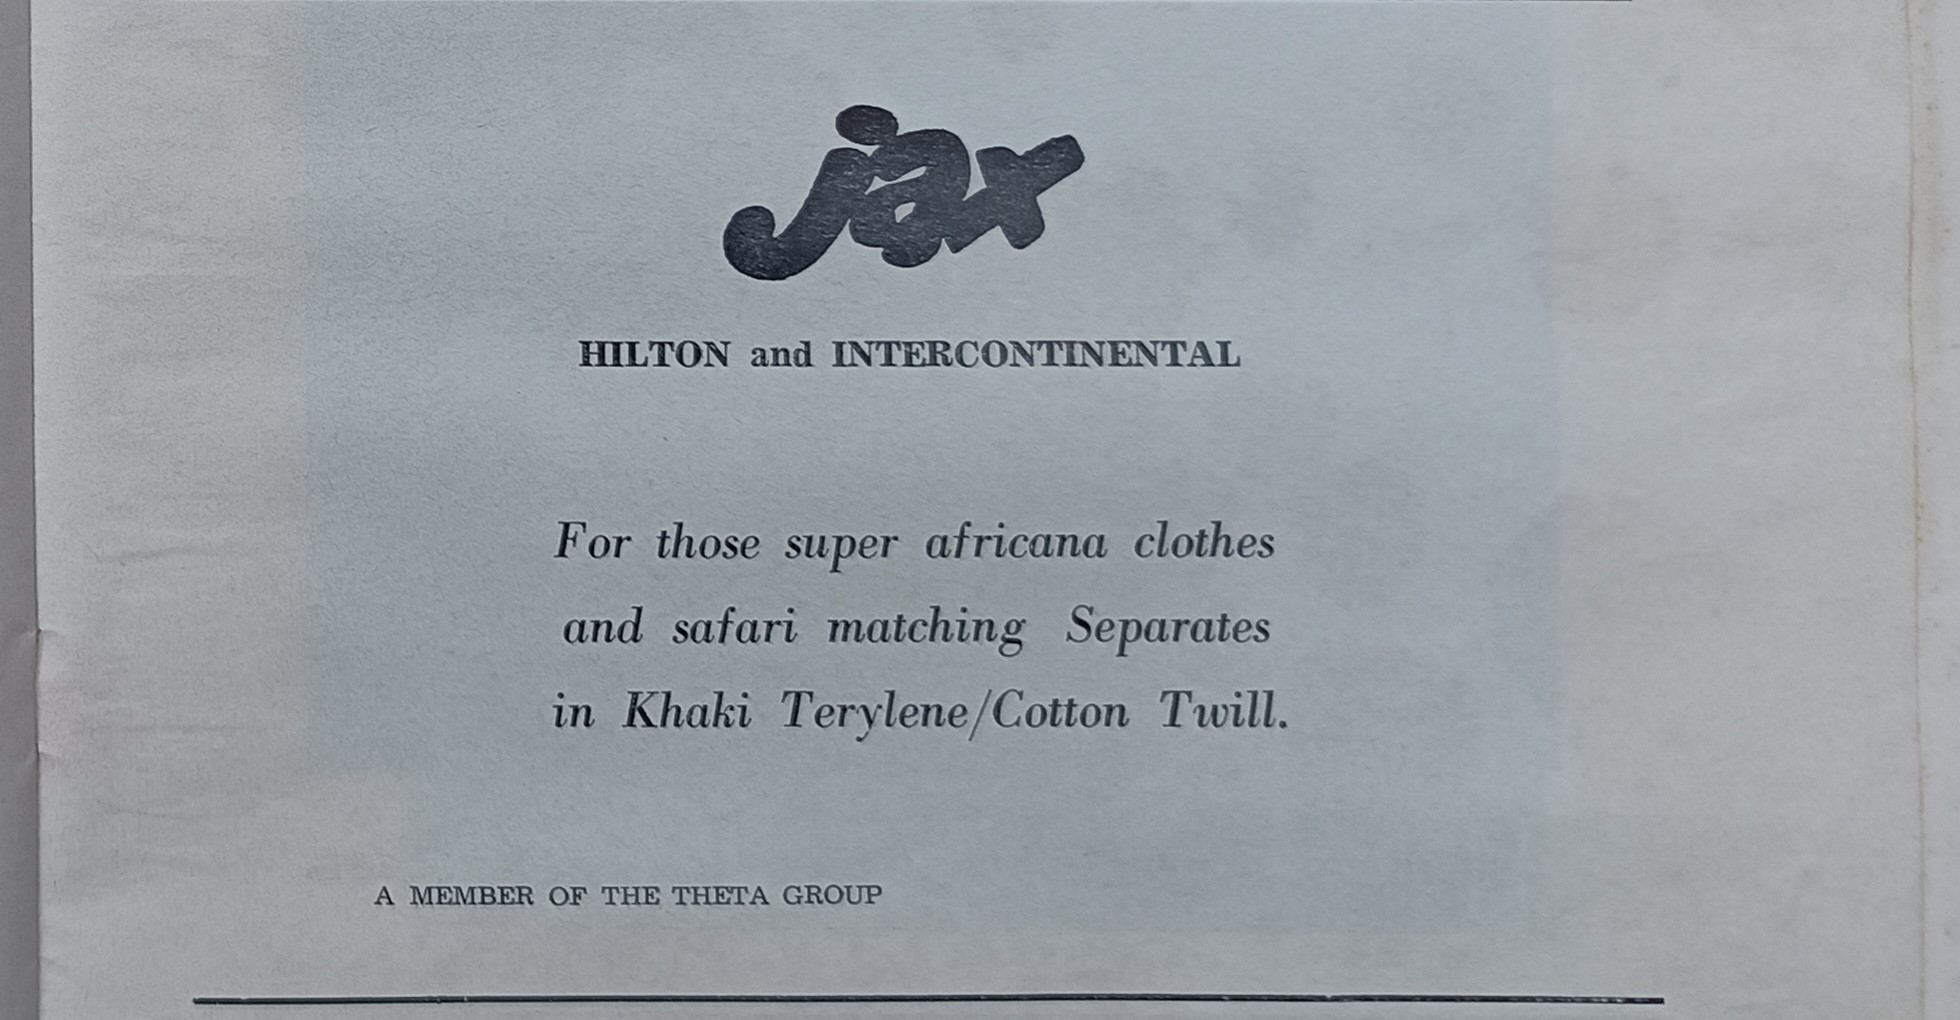 jax
HILTON and INTERCONTINENTAL
For those super africana clothes
and safari matching Separates
in Khaki Terylene/Cotton Twill.
A MEMBER OF THE THETA GROUP